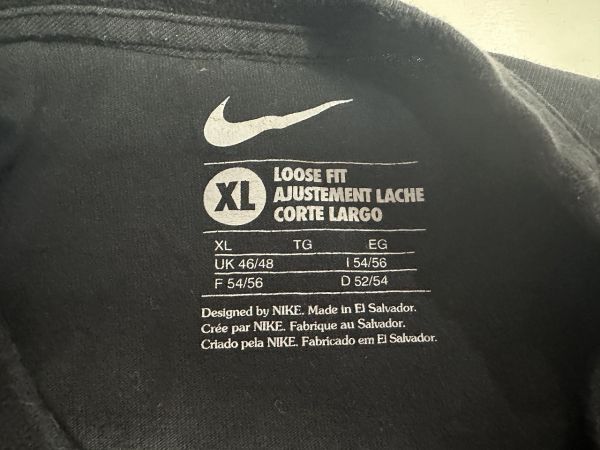 XL
LOOSE FIT
AJUSTEMENT LACHE
CORTE LARGO
XL TG EG
UK 46/48 I 54/56
F 54/56 D 52/54
Designed by NIKE. Made in El Salvador.
Crée par NIKE. Fabrique au Salvador.
Criado pela NIKE. Fabricado em El Salvador.